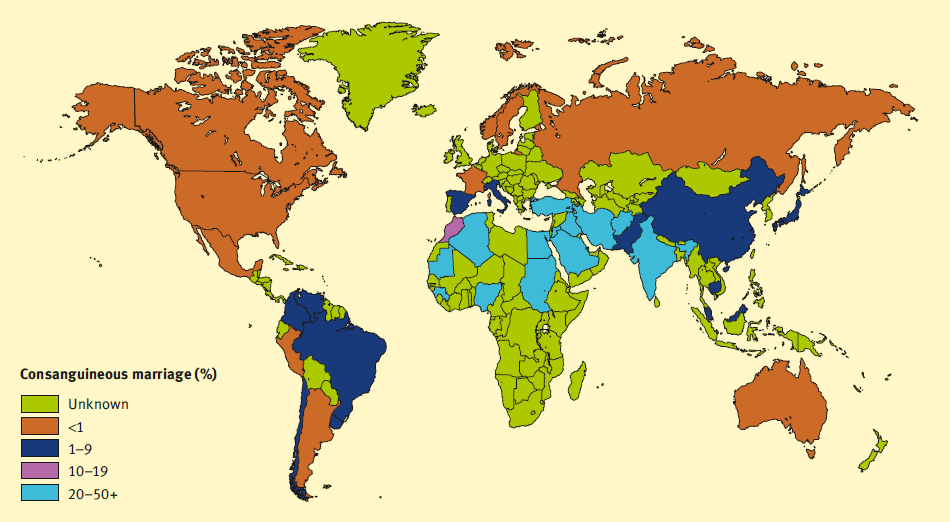 Consanguineous marriage (%)
Unknown
<1
1–9
10–19
20–50+